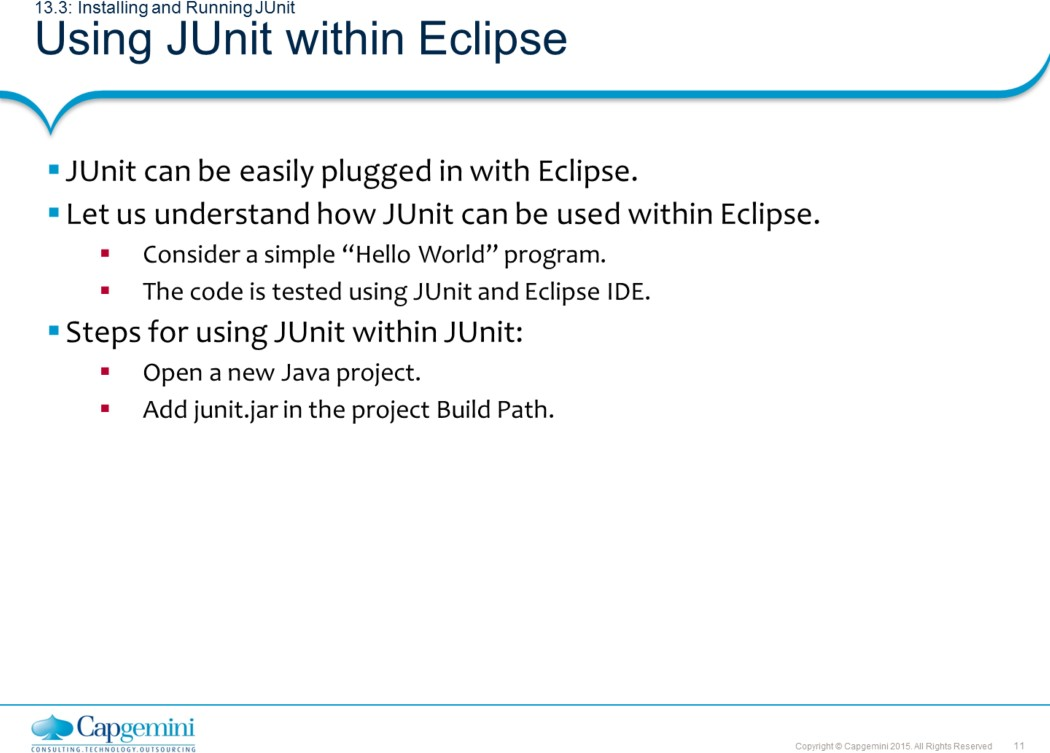 13.3: Installing and Running JUnit
Using JUnit within Eclipse
JUnit can be easily plugged in with Eclipse.
Let us understand how JUnit can be used within Eclipse.
Consider a simple “Hello World” program.
The code is tested using JUnit and Eclipse IDE.
Steps for using JUnit within JUnit:
Open a new Java project.
Add junit.jar in the project Build Path.
Capgemini
CONSULTING.TECHNOLOGY.OUTSOURCING
Copyright © Capgemini 2015. All Rights Reserved 11